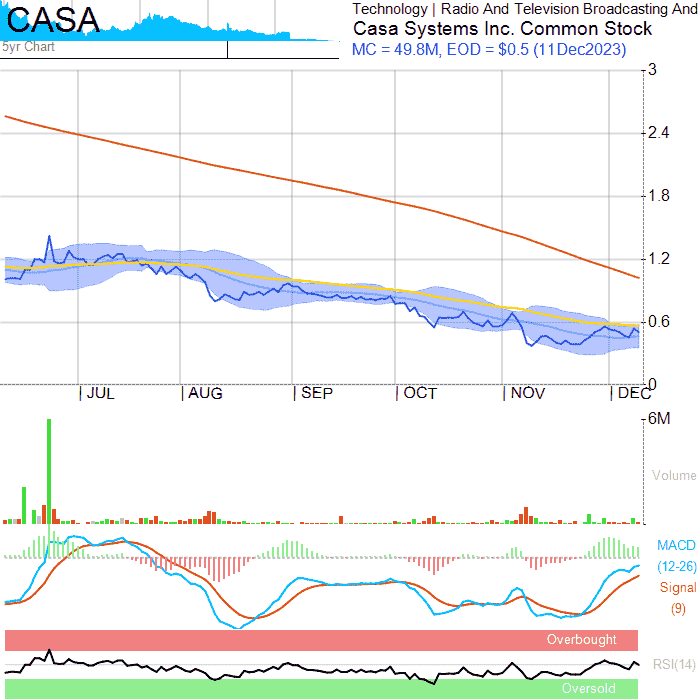 CASA
5yr Chart
Technology | Radio And Television Broadcasting And
Casa Systems Inc. Common Stock
MC = 49.8M, EOD = $0.5 (11Dec2023)
3
2.4
1.8
1.2
0.6
0
JUL AUG SEP OCT NOV DEC
6M
Volume
MACD
(12-26)
Signal
(9)
Overbought
RSI(14)
Oversold